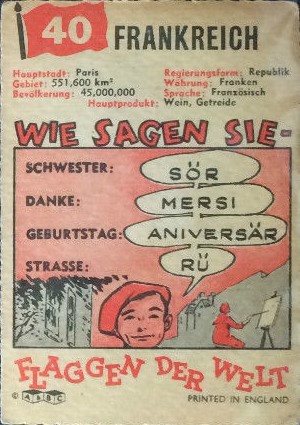 40 FRANKREICH
Hauptstadt: Paris
Gebiet: 551,600 km²
Bevölkerung: 45,000,000
Regierungsform: Republik
Währung: Franken
Sprache: Französisch
Hauptprodukt: Wein, Getreide
WIE SAGEN SIE-
SCHWESTER: SÖR
DANKE: MERSI
GEBURTSTAG: ANIVERSÄR
STRASSE: RÜ
FLAGGEN DER WELT
© A&BC PRINTED IN ENGLAND